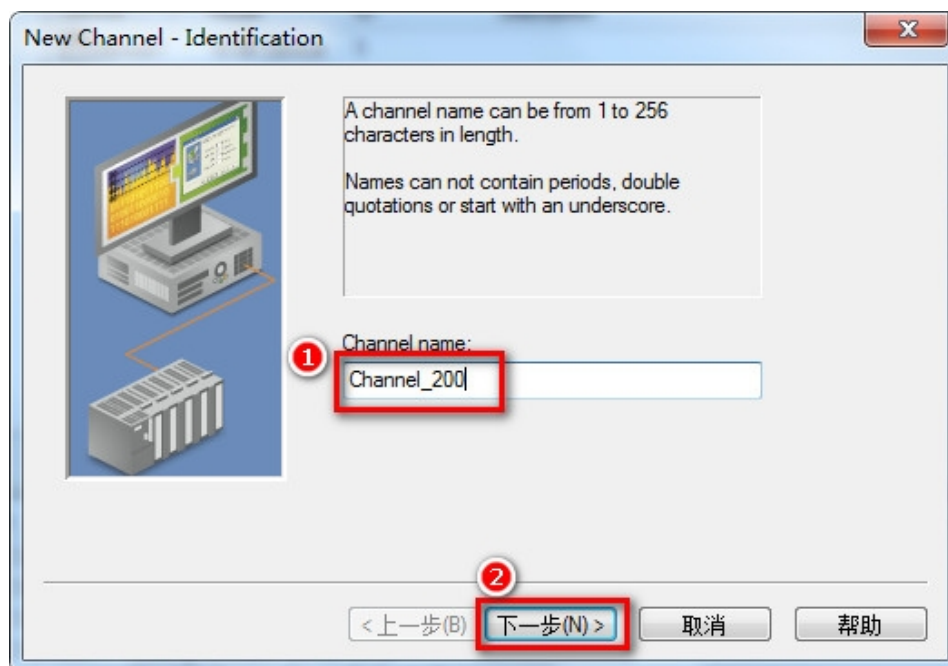 New Channel - Identification
A channel name can be from 1 to 256
characters in length.
Names can not contain periods, double
quotations or start with an underscore.
Channel name:
1
Channel_200
2
<上一步(B)
下一步(N) >
取消
帮助